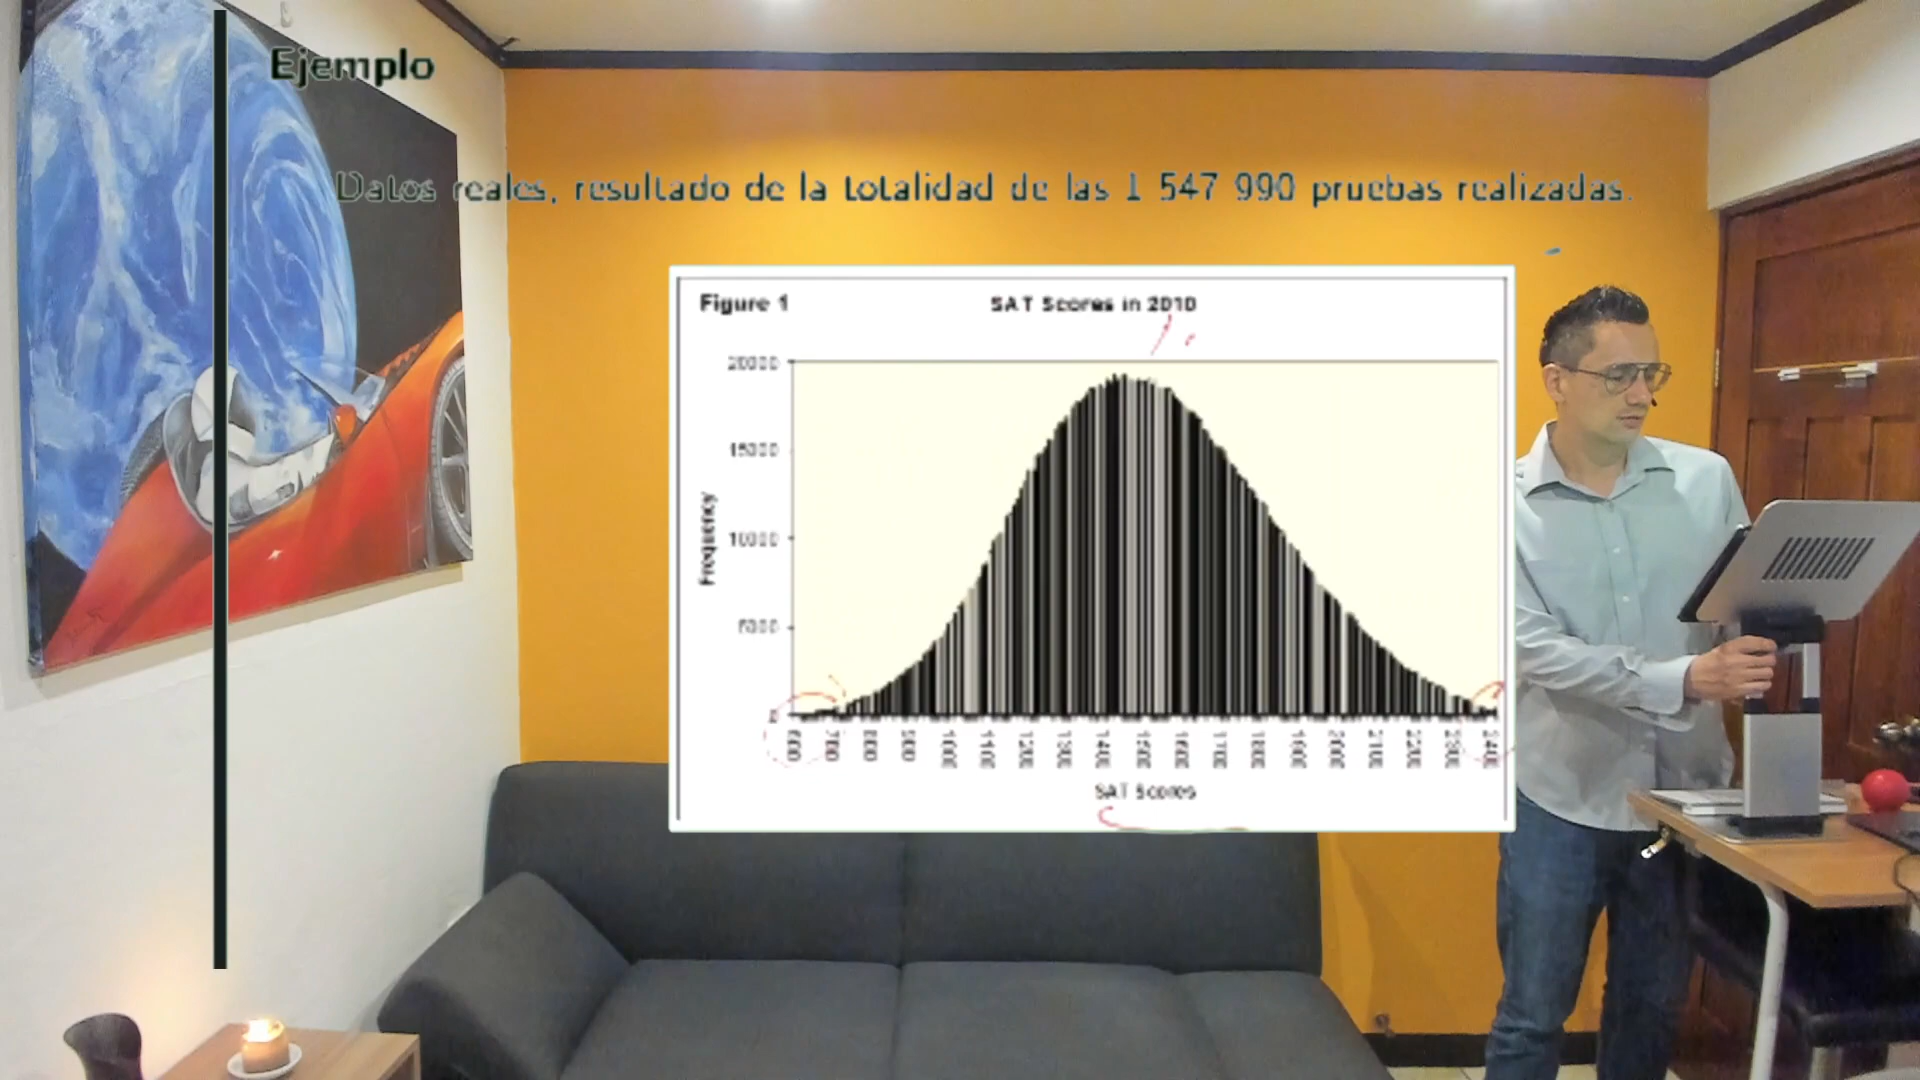 Ejemplo
Datos reales, resultado de la totalidad de las 1 547 990 pruebas realizadas.
Figure 1
SAT Scores in 2010
20000
15000
10000
5000
0
Frequency
600 700 800 900 1000 1100 1200 1300 1400 1500 1600 1700 1800 1900 2000 2100 2200 2300 2400
SAT Scores